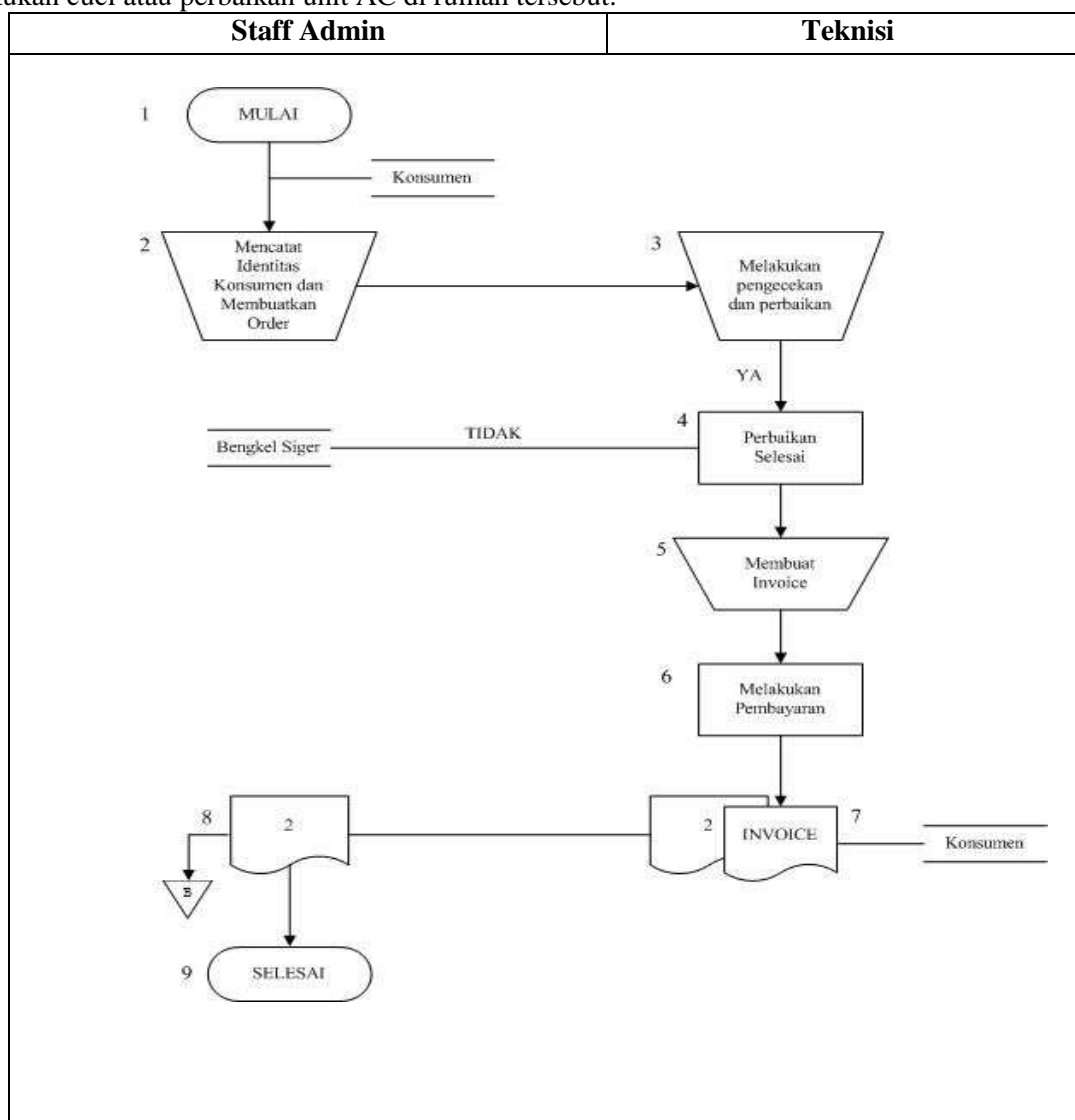 atau perbaikan unit AC di rumah tersebut.
Staff Admin
Teknisi
1
MULAI
Konsumen
2
Mencatat
Identitas
Konsumen dan
Membuatkan
Order
3
Melakukan
pengecekan
dan perbaikan
YA
4
Perbaikan
Selesai
TIDAK
Bengkel Siger
5
Membuat
Invoice
6
Melakukan
Pembayaran
8
2
2
INVOICE
7
Konsumen
B
9
SELESAI